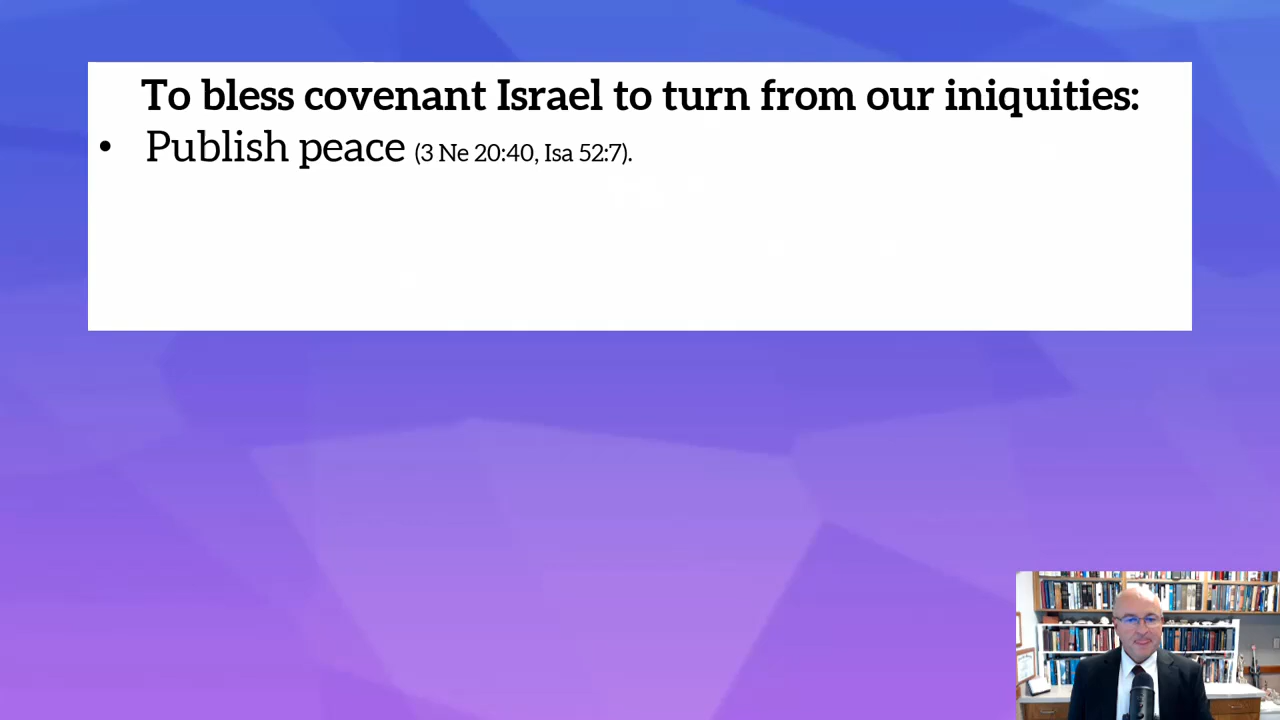 To bless covenant Israel to turn from our iniquities:
• Publish peace (3 Ne 20:40, Isa 52:7).